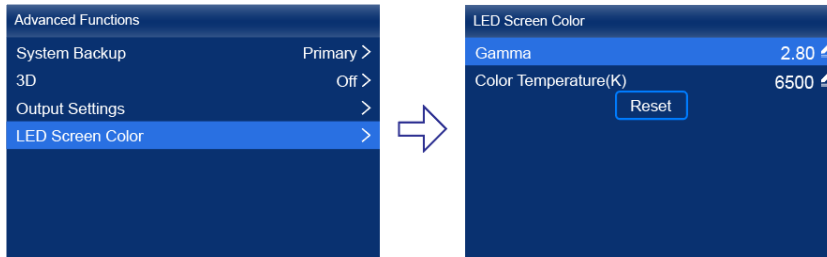 Advanced Functions
System Backup Primary >
3D Off >
Output Settings >
LED Screen Color >
LED Screen Color
Gamma 2.80
Color Temperature(K) 6500
Reset